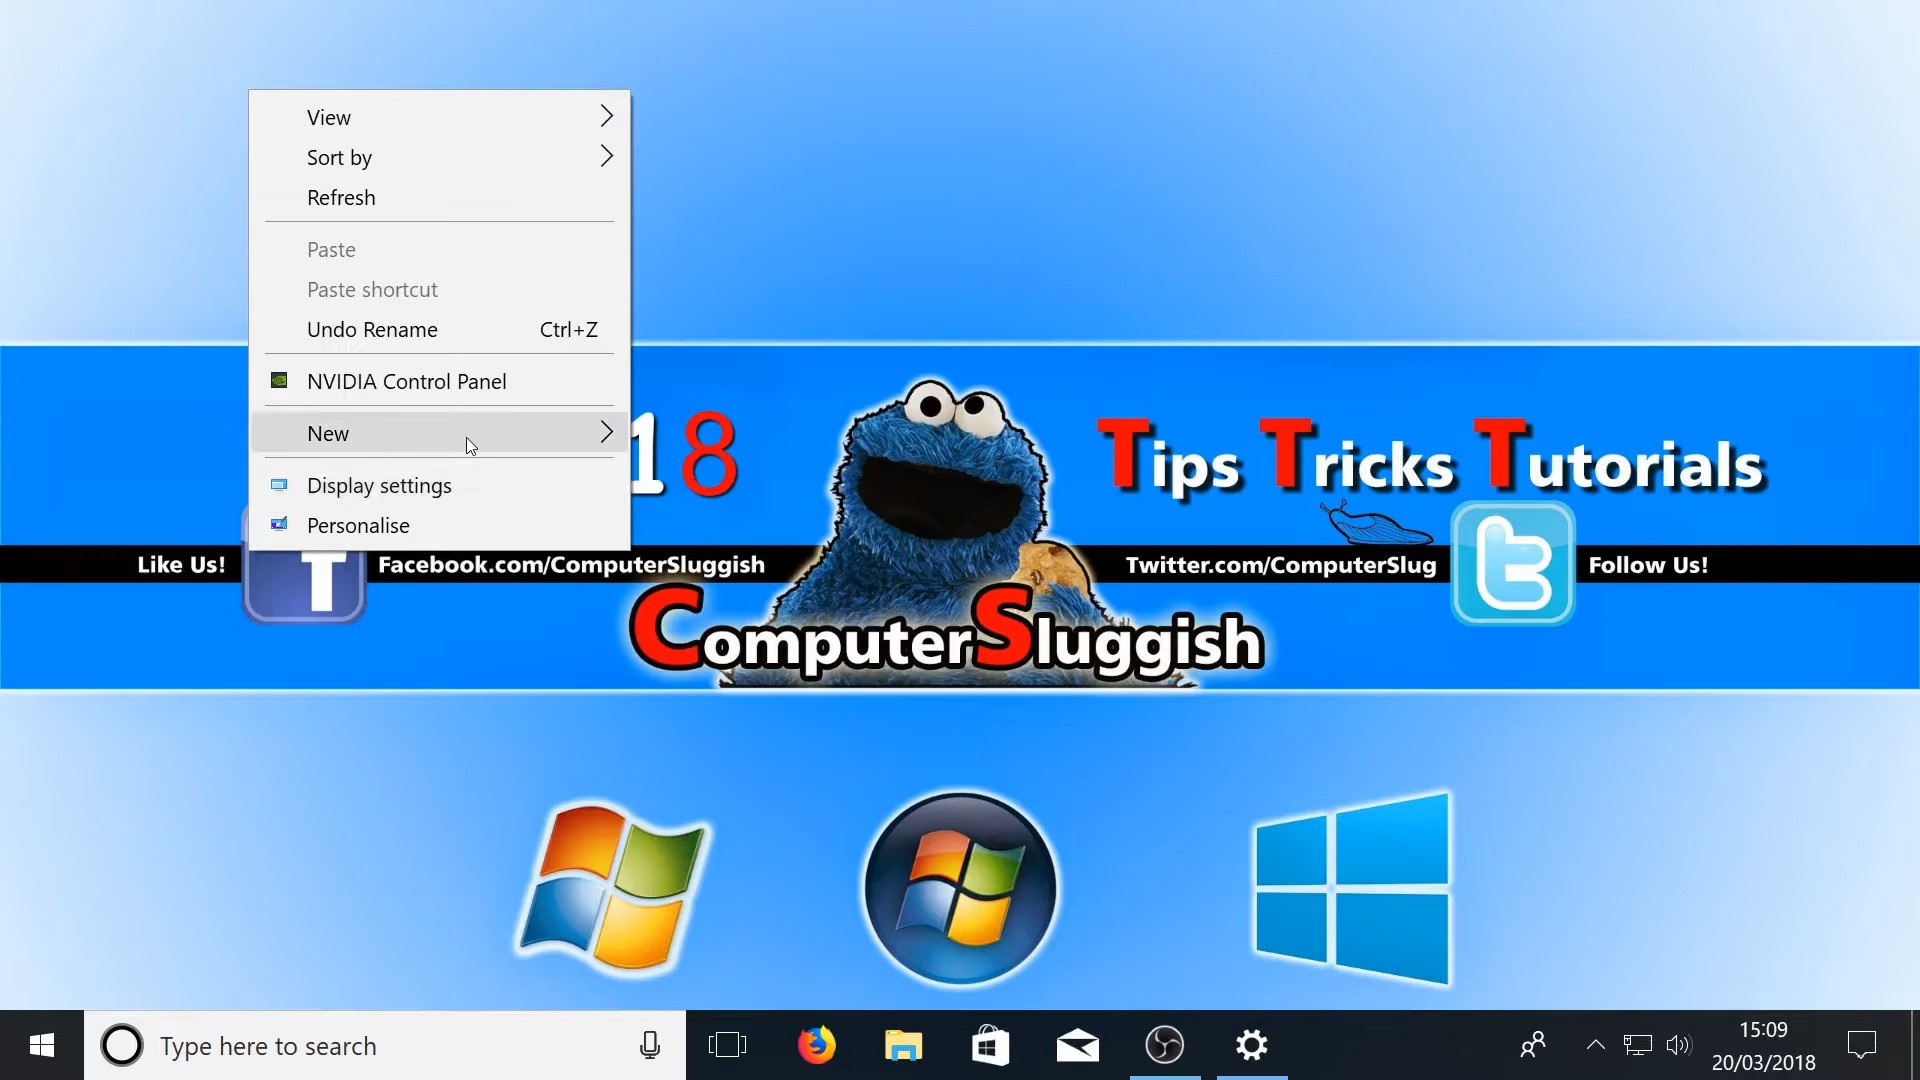 View
Sort by
Refresh
Paste
Paste shortcut
Undo Rename Ctrl+Z
NVIDIA Control Panel
New
Display settings
Personalise
18
Tips Tricks Tutorials
Like Us!
Facebook.com/ComputerSluggish
Twitter.com/ComputerSlug
Follow Us!
ComputerSluggish
Type here to search
15:09
20/03/2018